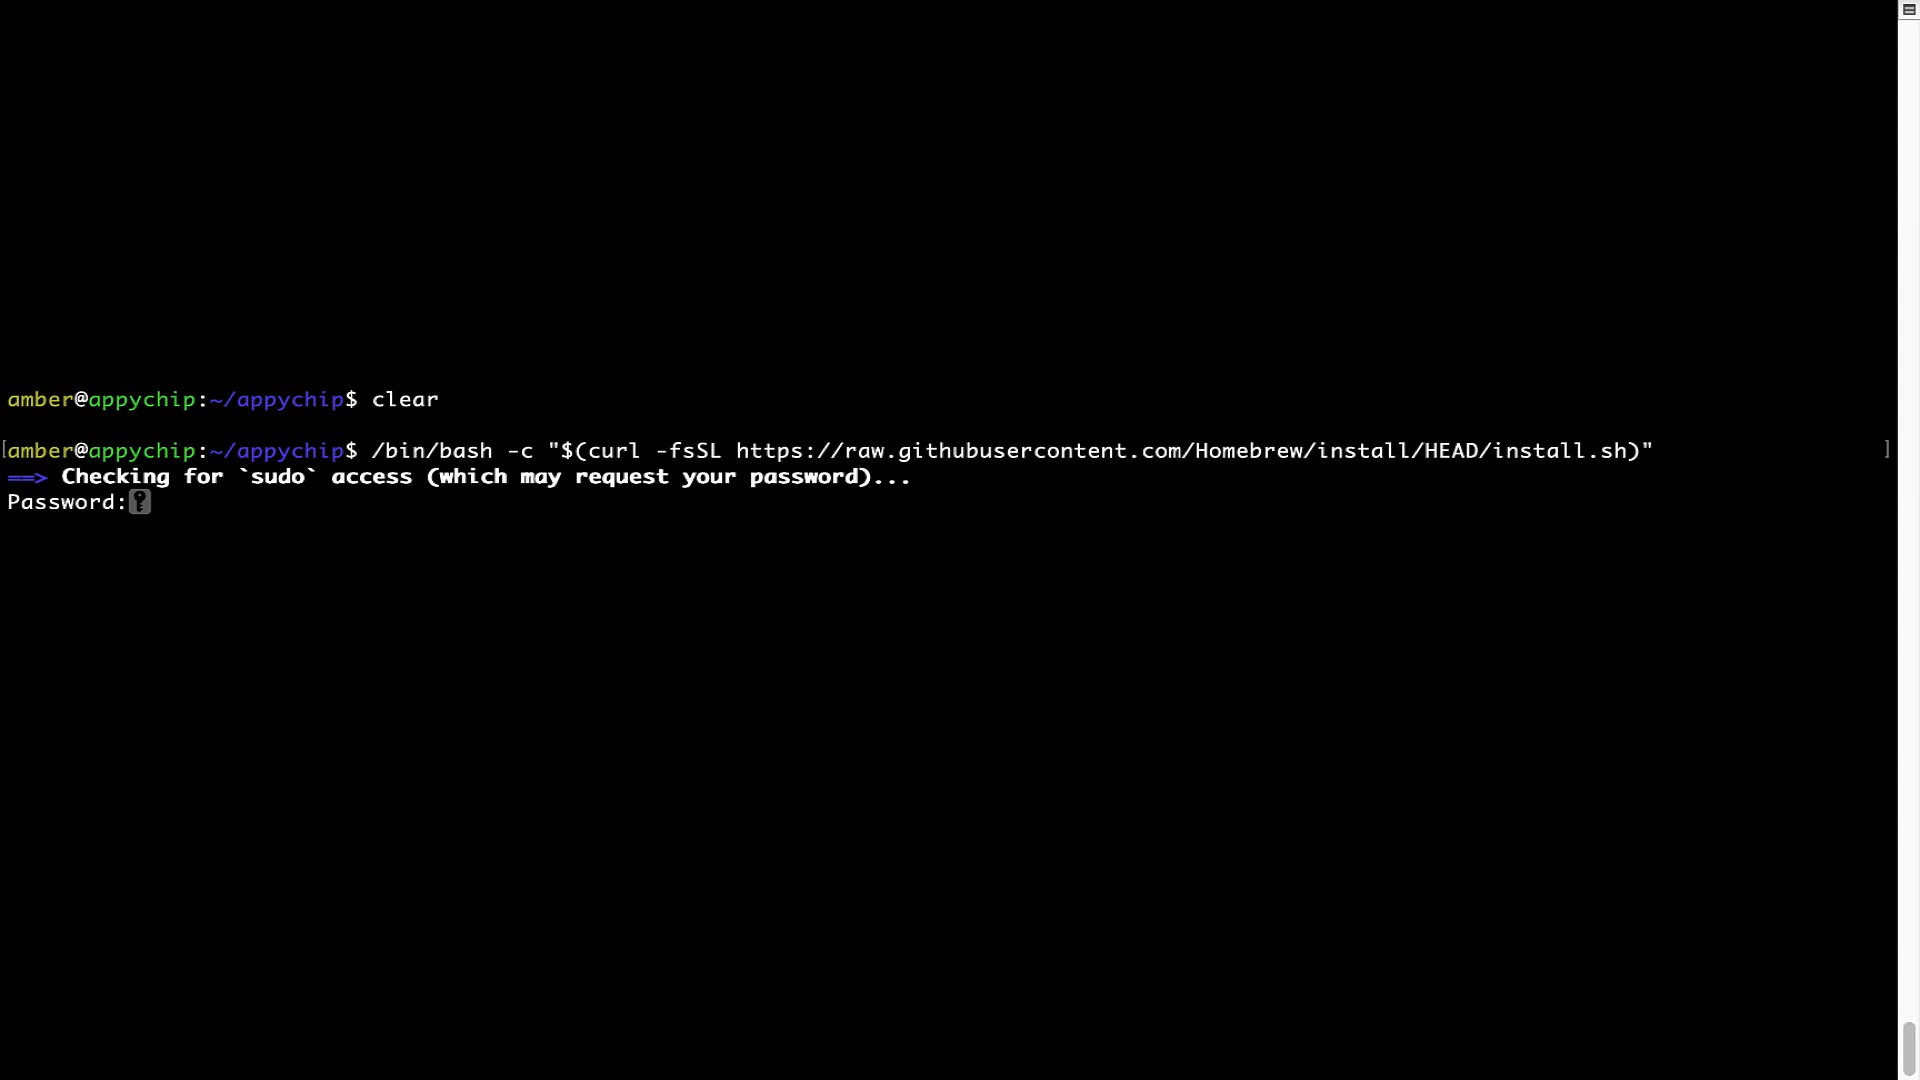 amber@appychip:~/appychip$ clear
[amber@appychip:~/appychip$ /bin/bash -c "$(curl -fsSL https://raw.githubusercontent.com/Homebrew/install/HEAD/install.sh)" ]
==> Checking for `sudo` access (which may request your password)...
Password: